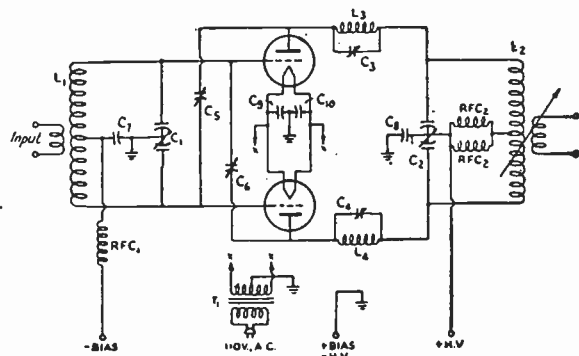 L₃
C₃
L₁
L₂
C₅
C₉
C₁₀
C₇
C₁
C₈
C₂
RFC₂
RFC₂
Input
x
x
C₆
C₄
L₄
RFC₁
x
x
T₁
-BIAS
110V., A.C.
+BIAS
-H.V.
+H.V.